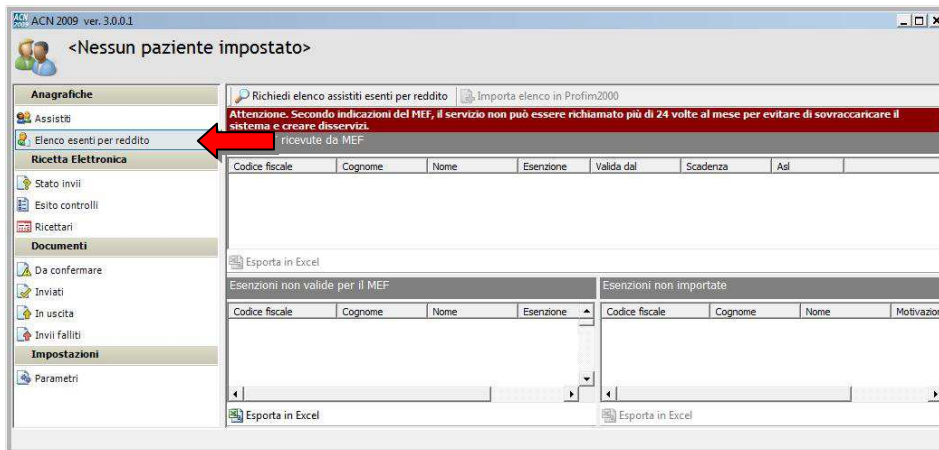 ACN 2009 ver. 3.0.0.1
<Nessun paziente impostato>
Anagrafiche
Assistiti
Elenco esenti per reddito
Ricetta Elettronica
Stato invii
Esito controlli
Ricettari
Documenti
Da confermare
Inviati
In uscita
Invii falliti
Impostazioni
Parametri
Richiedi elenco assistiti esenti per reddito Importa elenco in Profim2000
Attenzione. Secondo indicazioni del MEF, il servizio non può essere richiamato più di 24 volte al mese per evitare di sovraccaricare il
sistema e creare disservizi.
ricevute da MEF
Codice fiscale Cognome Nome Esenzione Valida dal Scadenza Asl
Esporta in Excel
Esenzioni non valide per il MEF
Codice fiscale Cognome Nome Esenzione
Esporta in Excel
Esenzioni non importate
Codice fiscale Cognome Nome Motivazion
Esporta in Excel